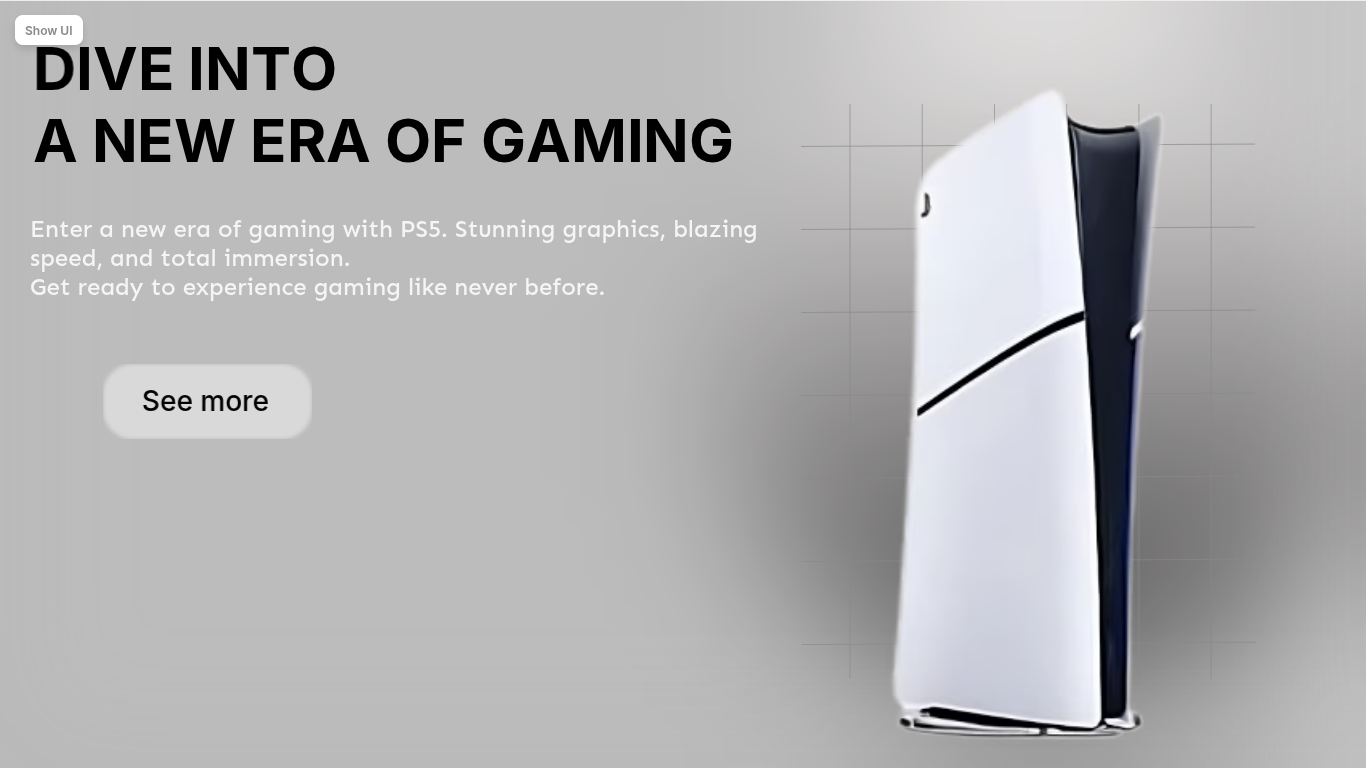 Show UI
DIVE INTO
A NEW ERA OF GAMING
Enter a new era of gaming with PS5. Stunning graphics, blazing
speed, and total immersion.
Get ready to experience gaming like never before.
See more